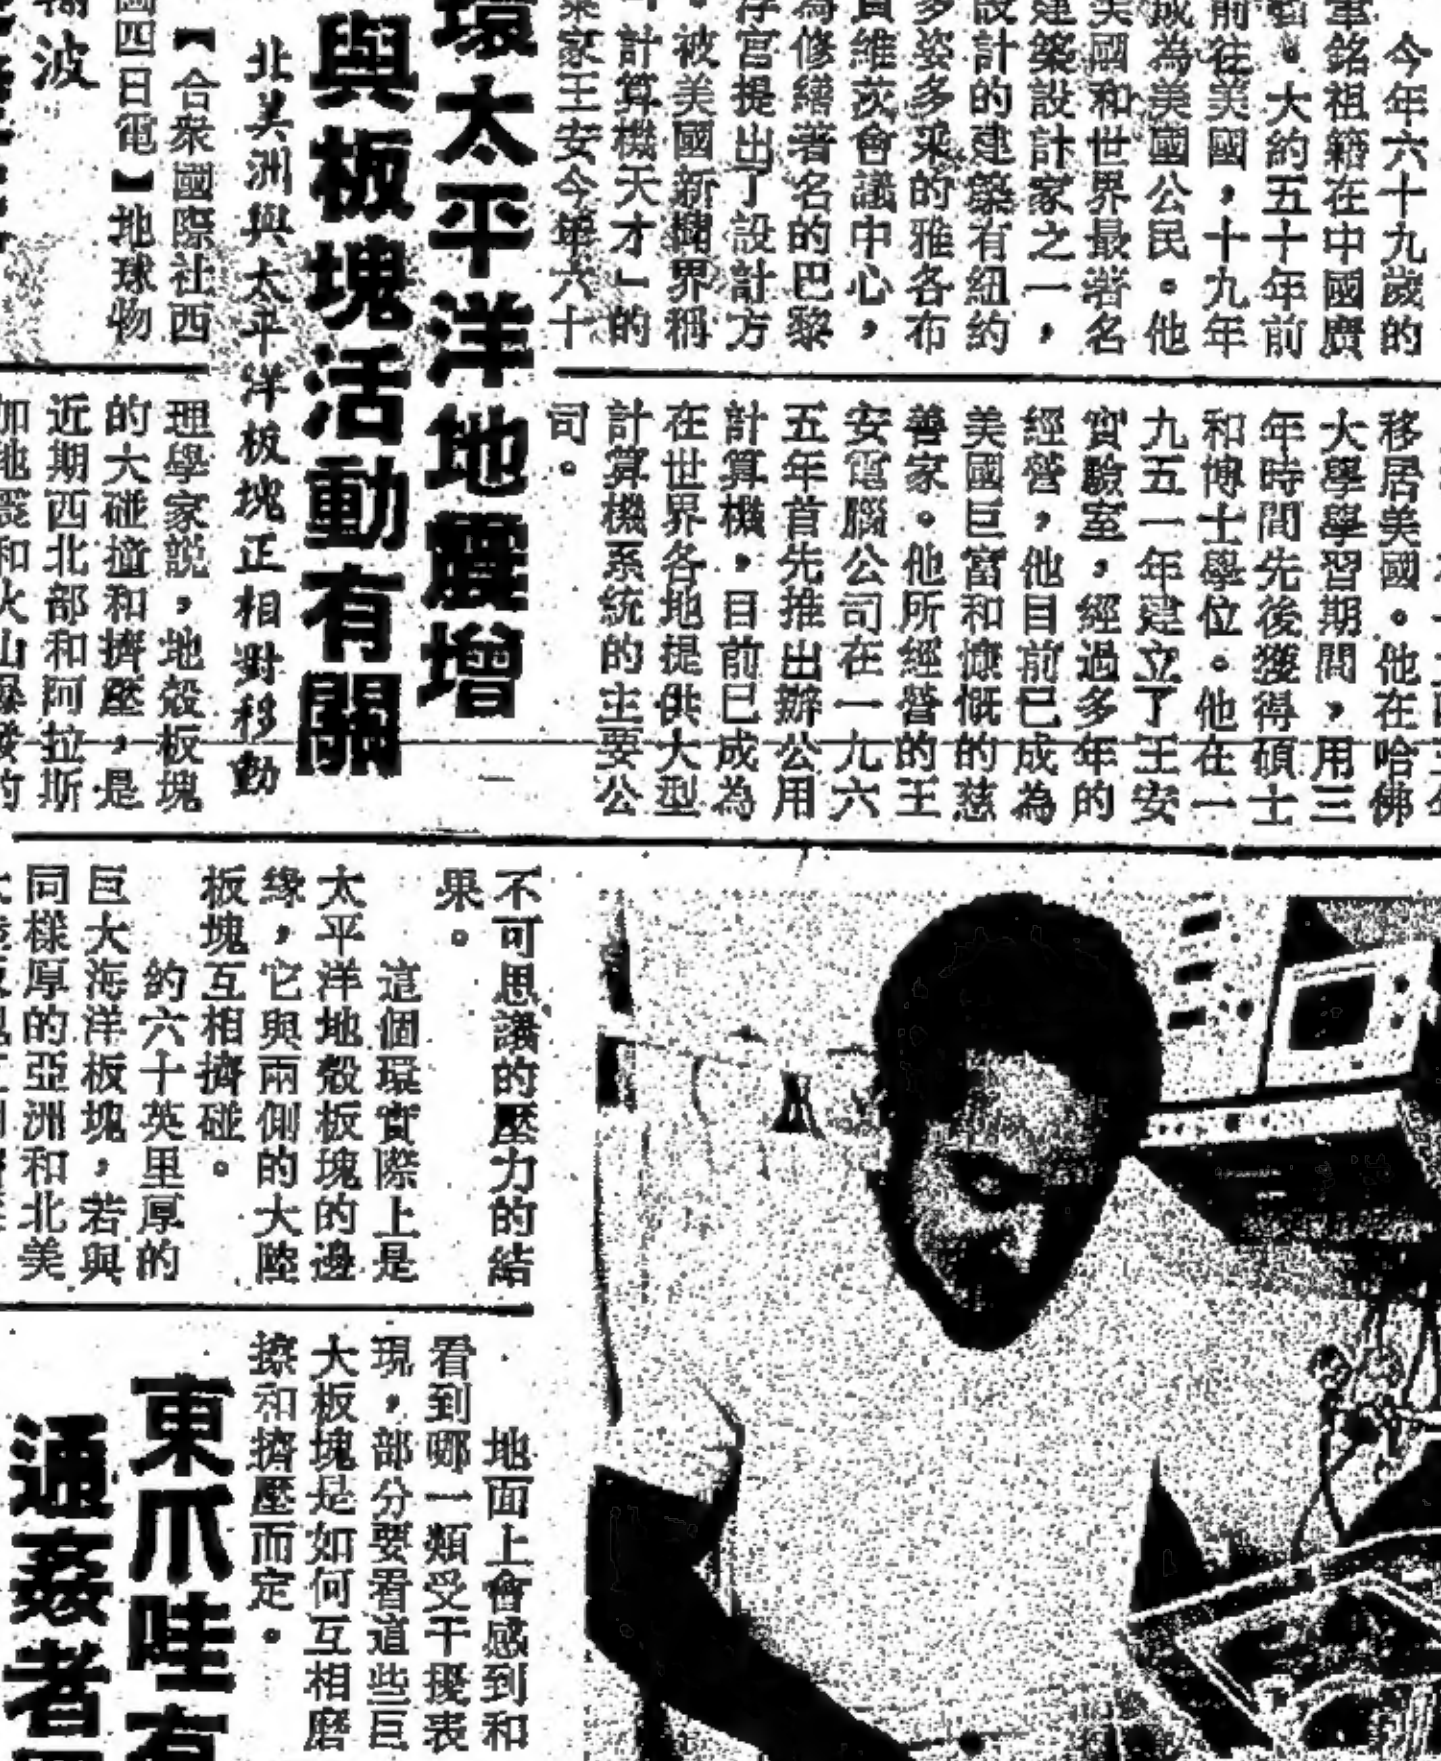 今年六十九歲的
聿銘祖籍在中國廣
。大約五十年前
前往美國，十九年
成為美國公民。他
美國和世界最著名
建築設計家之一，
設計的建築有紐約
多姿多采的雅各布
維茨會議中心，
為修繕著名的巴黎
浮宮提出了設計方
。被美國新聞界稱
「計算機天才」的
業家王安今年六十
移居美國。他在哈佛
大學學習期間，用三
年時間先後獲得碩士
和博士學位。他在一
九五一年建立了王安
實驗室，經過多年的
經營，他目前已成為
美國巨富和慷慨的慈
善家。他所經營的王
安電腦公司在一九六
五年首先推出辦公用
計算機，目前已成為
在世界各地提供大型
計算機系統的主要公
司。
環太平洋地震增
與板塊活動有關
北美洲與太平洋板塊正相對移動
【合衆國際社西
四日電】地球物
理學家説，地殼板塊
的大碰撞和擠壓，是
近期西北部和阿拉斯
加地震和火山爆發的
不可思議的壓力的結
果。
這個環實際上是
太平洋地殼板塊的邊
緣，它與兩側的大陸
板塊互相擠碰。
約六十英里厚的
巨大海洋板塊，若與
同樣厚的亞洲和北美
地面上會感到和
看到哪一類受干擾表
現，部分要看這些巨
大板塊是如何互相磨
擦和擠壓而定。
東爪哇有
通姦者
波